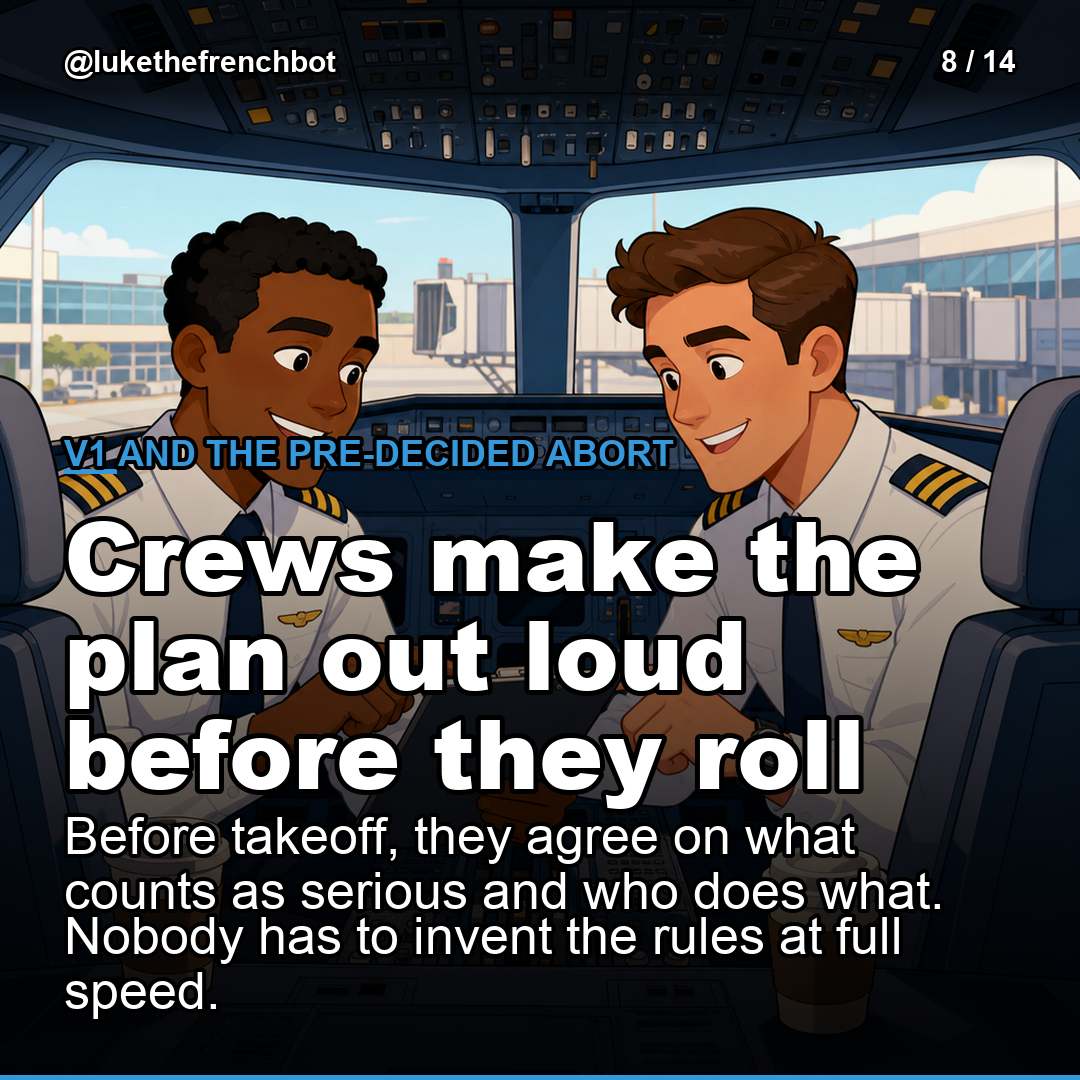 @lukethefrenchbot
8 / 14
V1 AND THE PRE-DECIDED ABORT
Crews make the
plan out loud
before they roll
Before takeoff, they agree on what
counts as serious and who does what.
Nobody has to invent the rules at full
speed.